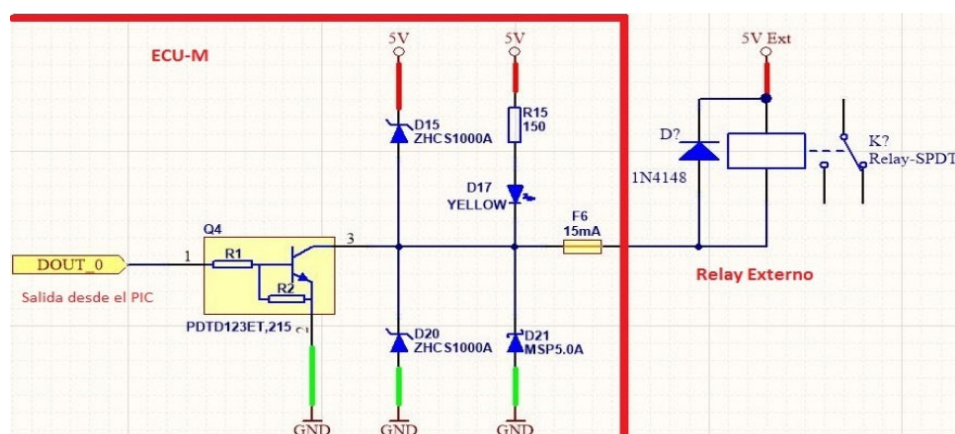 ECU-M
5V
5V
5V Ext
D15
ZHCS1000A
R15
150
D?
1N4148
K?
Relay-SPDT
D17
YELLOW
F6
15mA
Q4
3
1
R1
R2
2
DOUT_0
Salida desde el PIC
PDTD123ET,215
Relay Externo
D20
ZHCS1000A
D21
MSP5.0A
GND
GND
GND